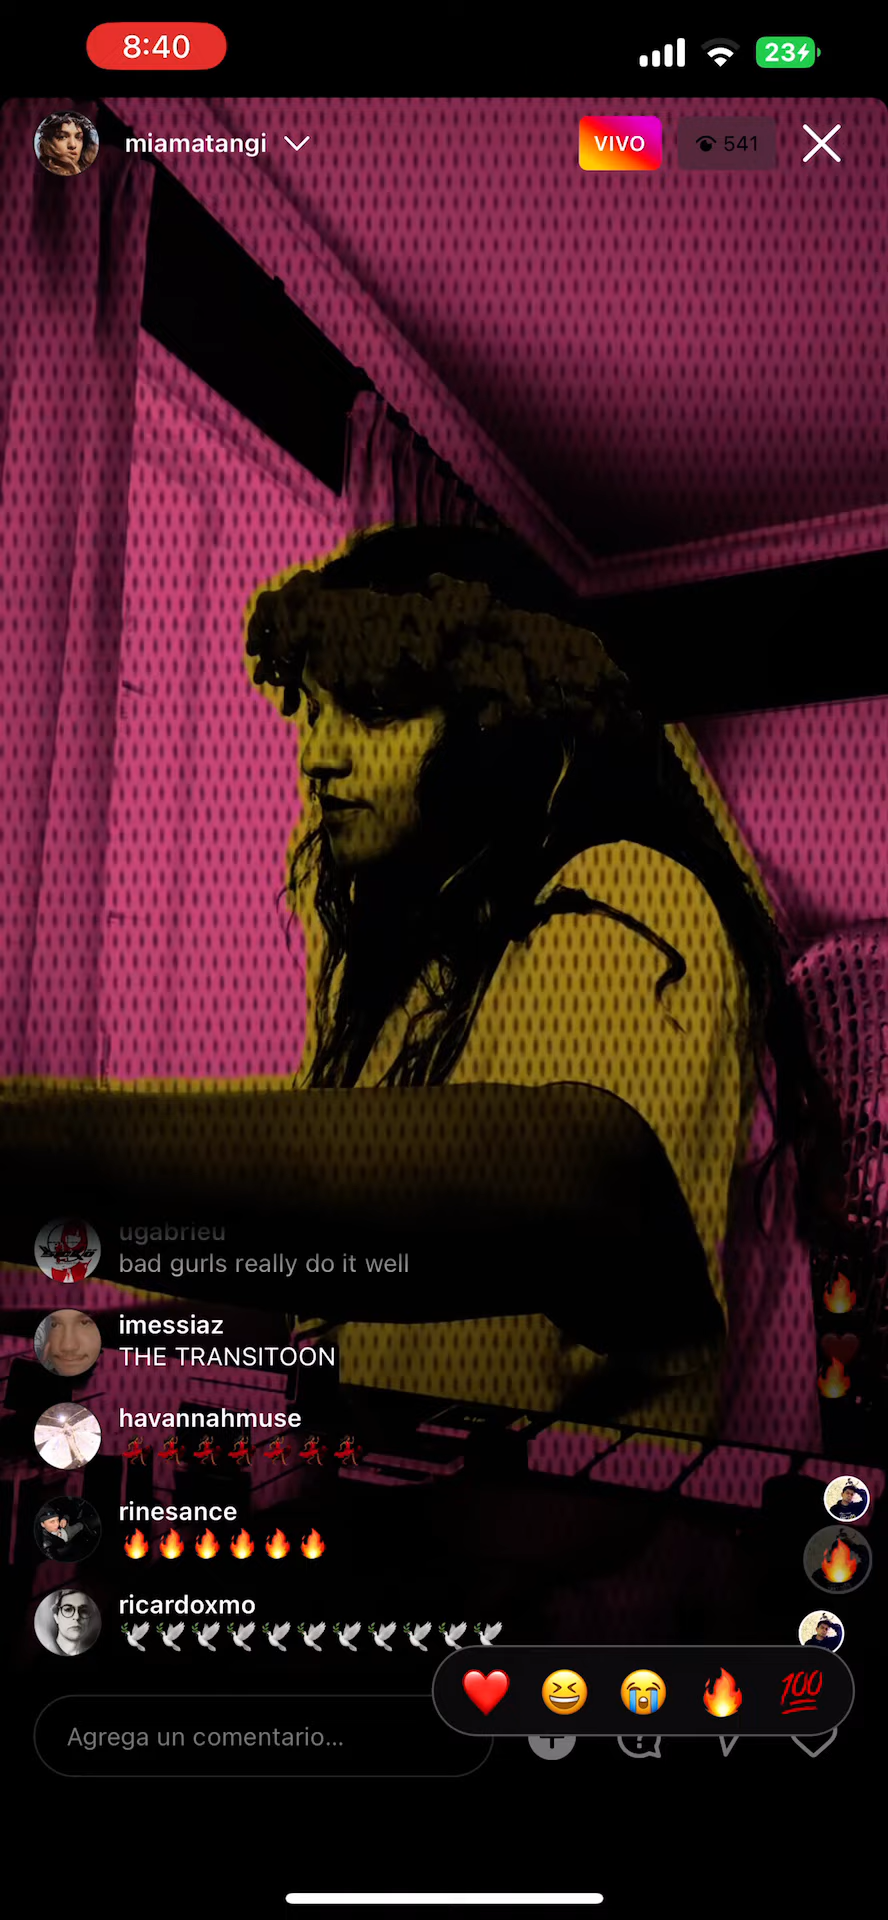 8:40
23
miamatangi
VIVO
541
ugabrieu
bad gurls really do it well
imessiaz
THE TRANSITOON
havannahmuse
💃💃💃💃💃💃💃
rinesance
🔥🔥🔥🔥🔥🔥
ricardoxmo
🕊🕊🕊🕊🕊🕊🕊🕊🕊🕊🕊
❤️😆😭🔥💯
Agrega un comentario...